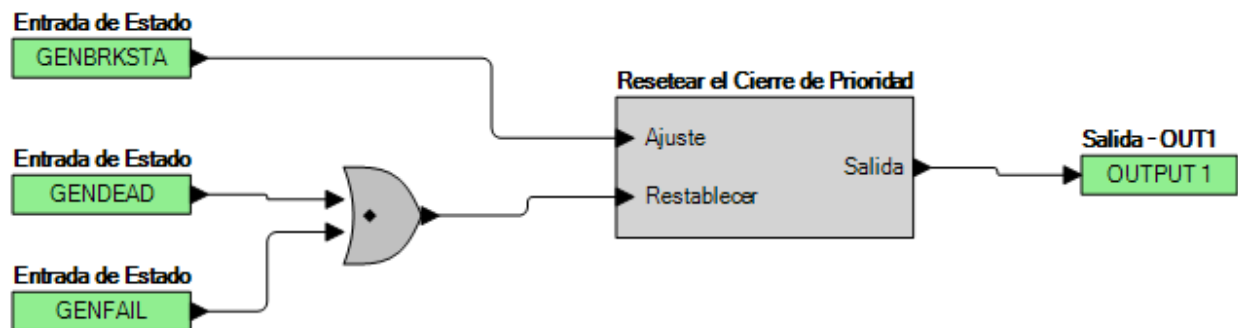 Entrada de Estado
GENBRKSTA
Resetear el Cierre de Prioridad
Ajuste
Restablecer
Salida
Salida - OUT1
OUTPUT 1
Entrada de Estado
GENDEAD
Entrada de Estado
GENFAIL